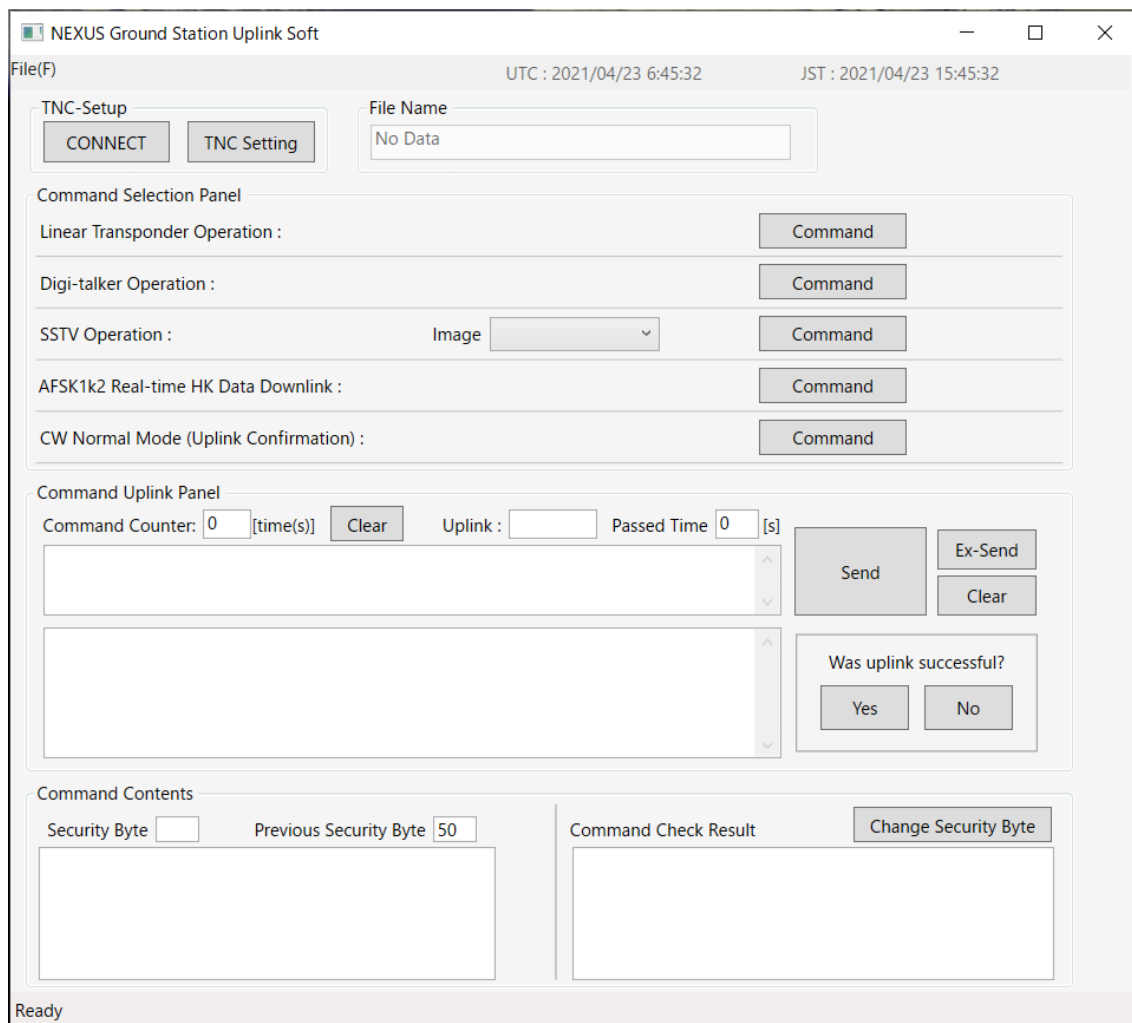 NEXUS Ground Station Uplink Soft
File(F) UTC : 2021/04/23 6:45:32 JST : 2021/04/23 15:45:32
TNC-Setup File Name
CONNECT TNC Setting No Data
Command Selection Panel
Linear Transponder Operation : Command
Digi-talker Operation : Command
SSTV Operation : Image Command
AFSK1k2 Real-time HK Data Downlink : Command
CW Normal Mode (Uplink Confirmation) : Command
Command Uplink Panel
Command Counter: 0 [time(s)] Clear Uplink : Passed Time 0 [s]
Send Ex-Send
Clear
Was uplink successful?
Yes No
Command Contents
Security Byte Previous Security Byte 50 Command Check Result Change Security Byte
Ready